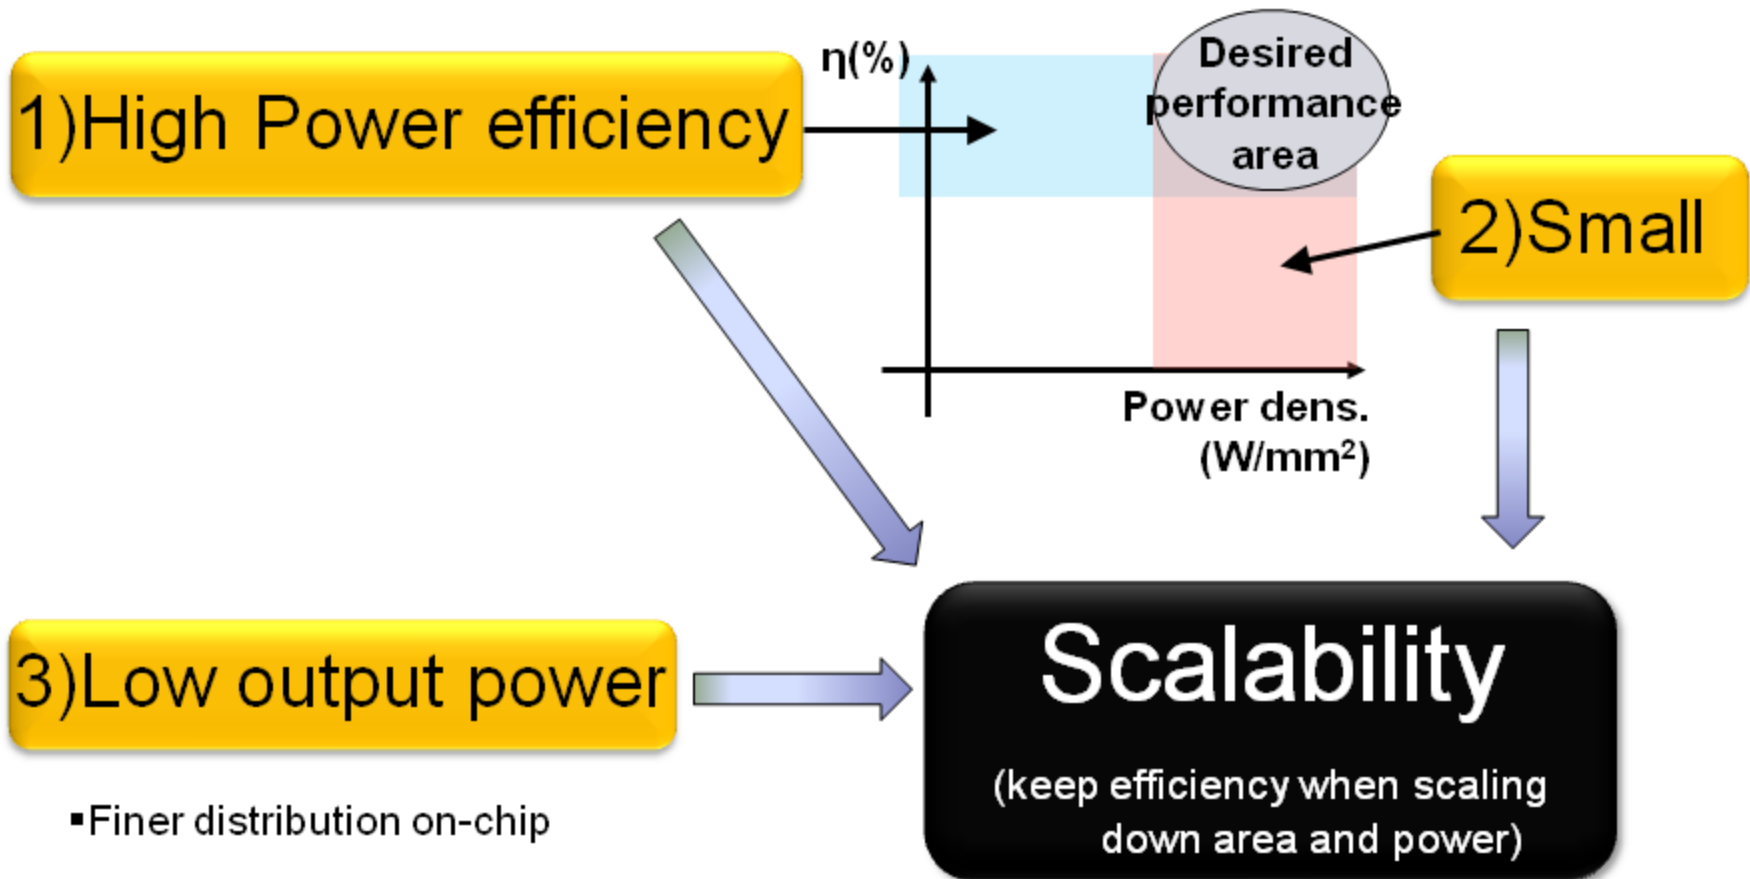 1)High Power efficiency
η(%)
Desired
performance
area
2)Small
Power dens.
(W/mm²)
3)Low output power
▪Finer distribution on-chip
Scalability
(keep efficiency when scaling
down area and power)